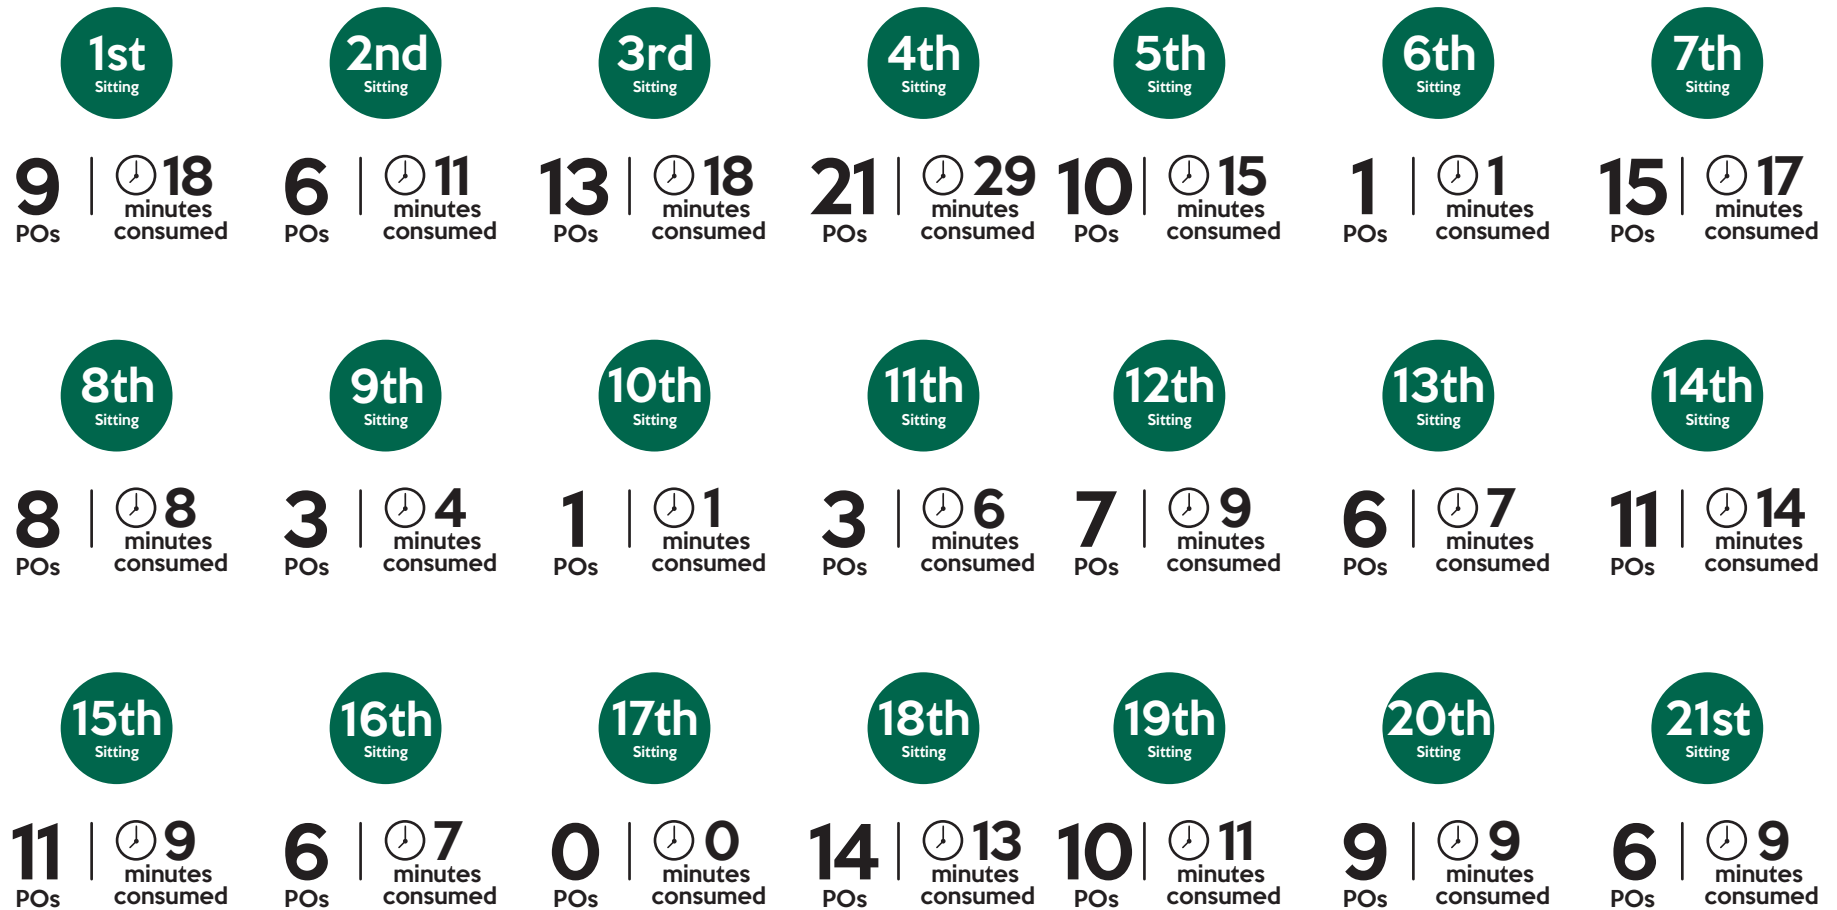 1st
Sitting
9
POs
18
minutes
consumed
2nd
Sitting
6
POs
11
minutes
consumed
3rd
Sitting
13
POs
18
minutes
consumed
4th
Sitting
21
POs
29
minutes
consumed
5th
Sitting
10
POs
15
minutes
consumed
6th
Sitting
1
POs
1
minutes
consumed
7th
Sitting
15
POs
17
minutes
consumed
8th
Sitting
8
POs
8
minutes
consumed
9th
Sitting
3
POs
4
minutes
consumed
10th
Sitting
1
POs
1
minutes
consumed
11th
Sitting
3
POs
6
minutes
consumed
12th
Sitting
7
POs
9
minutes
consumed
13th
Sitting
6
POs
7
minutes
consumed
14th
Sitting
11
POs
14
minutes
consumed
15th
Sitting
11
POs
9
minutes
consumed
16th
Sitting
6
POs
7
minutes
consumed
17th
Sitting
0
POs
0
minutes
consumed
18th
Sitting
14
POs
13
minutes
consumed
19th
Sitting
10
POs
11
minutes
consumed
20th
Sitting
9
POs
9
minutes
consumed
21st
Sitting
6
POs
9
minutes
consumed